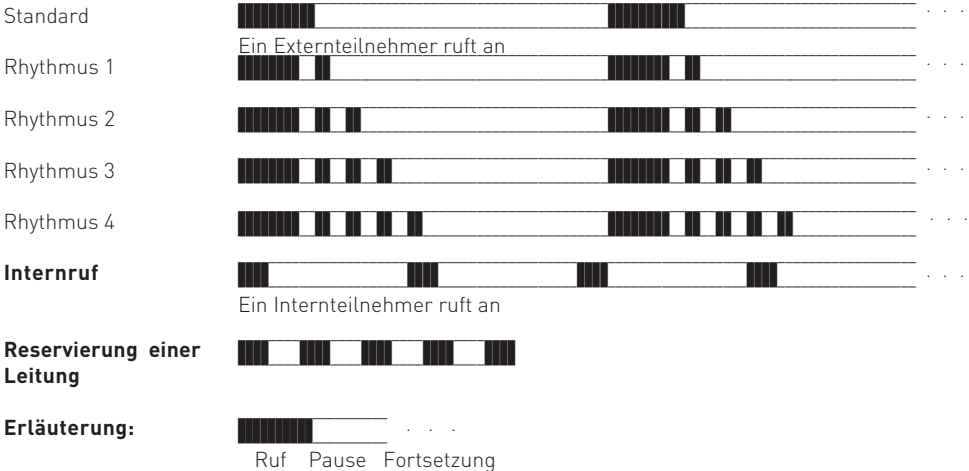 Standard . . .
Ein Externteilnehmer ruft an
Rhythmus 1 . . .
Rhythmus 2 . . .
Rhythmus 3 . . .
Rhythmus 4 . . .
Internruf . . .
Ein Internteilnehmer ruft an
Reservierung einer
Leitung
Erläuterung: . . .
Ruf Pause Fortsetzung